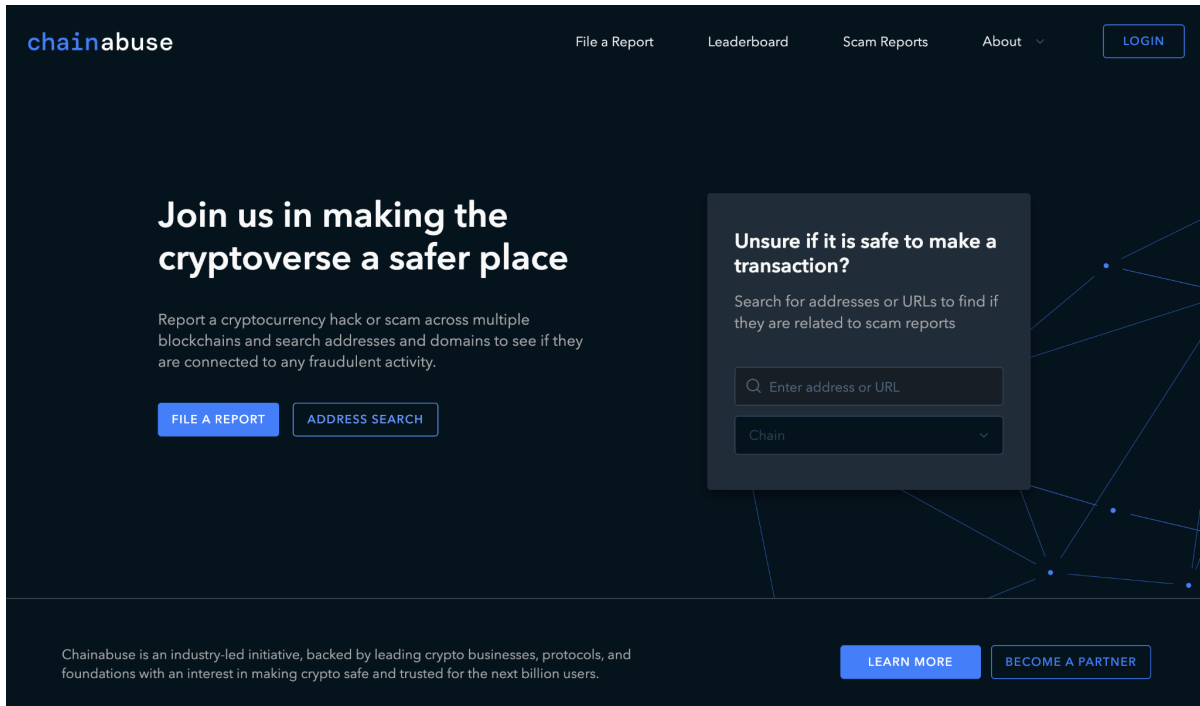 chainabuse
File a Report
Leaderboard
Scam Reports
About
LOGIN
Join us in making the
cryptoverse a safer place
Report a cryptocurrency hack or scam across multiple
blockchains and search addresses and domains to see if they
are connected to any fraudulent activity.
FILE A REPORT
ADDRESS SEARCH
Unsure if it is safe to make a
transaction?
Search for addresses or URLs to find if
they are related to scam reports
Enter address or URL
Chain
Chainabuse is an industry-led initiative, backed by leading crypto businesses, protocols, and
foundations with an interest in making crypto safe and trusted for the next billion users.
LEARN MORE
BECOME A PARTNER